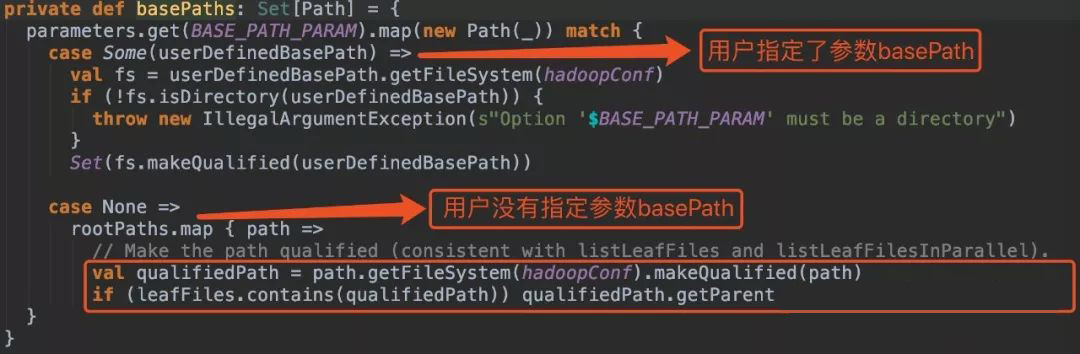 private def basePaths: Set[Path] = {
  parameters.get(BASE_PATH_PARAM).map(new Path(_)) match {
    case Some(userDefinedBasePath) => 用户指定了参数basePath
      val fs = userDefinedBasePath.getFileSystem(hadoopConf)
      if (!fs.isDirectory(userDefinedBasePath)) {
        throw new IllegalArgumentException(s"Option '$BASE_PATH_PARAM' must be a directory")
      }
      Set(fs.makeQualified(userDefinedBasePath))
    case None => 用户没有指定参数basePath
      rootPaths.map { path =>
        // Make the path qualified (consistent with listLeafFiles and listLeafFilesInParallel).
        val qualifiedPath = path.getFileSystem(hadoopConf).makeQualified(path)
        if (leafFiles.contains(qualifiedPath)) qualifiedPath.getParent
  }
}